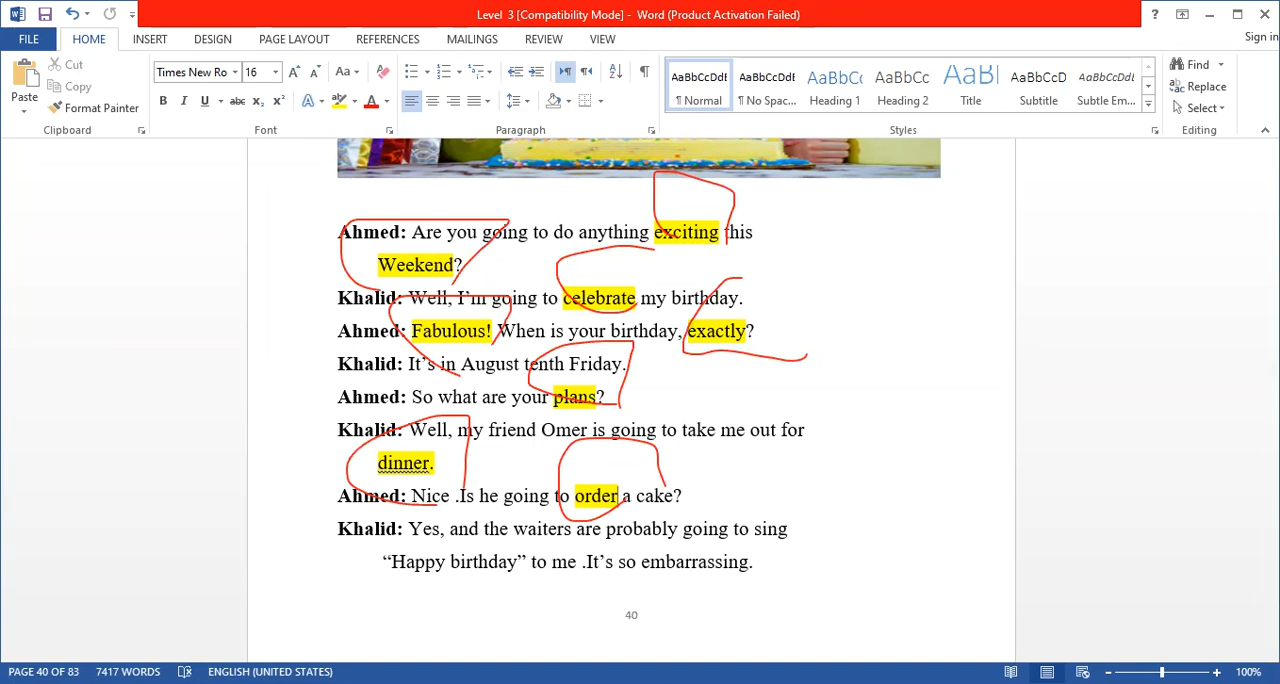 Level 3 [Compatibility Mode] - Word (Product Activation Failed)
FILE HOME INSERT DESIGN PAGE LAYOUT REFERENCES MAILINGS REVIEW VIEW Sign in
Paste
Cut
Copy
Format Painter
Clipboard
Times New Ro 16
Font
Paragraph
AaBbCcDdE AaBbCcDdE AaBbCc AaBbCc AaBl AaBbCcD AaBbCcDdE
¶ Normal ¶ No Spac... Heading 1 Heading 2 Title Subtitle Subtle Em...
Styles
Find
Replace
Select
Editing
Ahmed: Are you going to do anything exciting this
Weekend?
Khalid: Well, I’m going to celebrate my birthday.
Ahmed: Fabulous! When is your birthday, exactly?
Khalid: It’s in August tenth Friday.
Ahmed: So what are your plans?
Khalid: Well, my friend Omer is going to take me out for
dinner.
Ahmed: Nice .Is he going to order a cake?
Khalid: Yes, and the waiters are probably going to sing
“Happy birthday” to me .It’s so embarrassing.
40
PAGE 40 OF 83 7417 WORDS ENGLISH (UNITED STATES) 100%